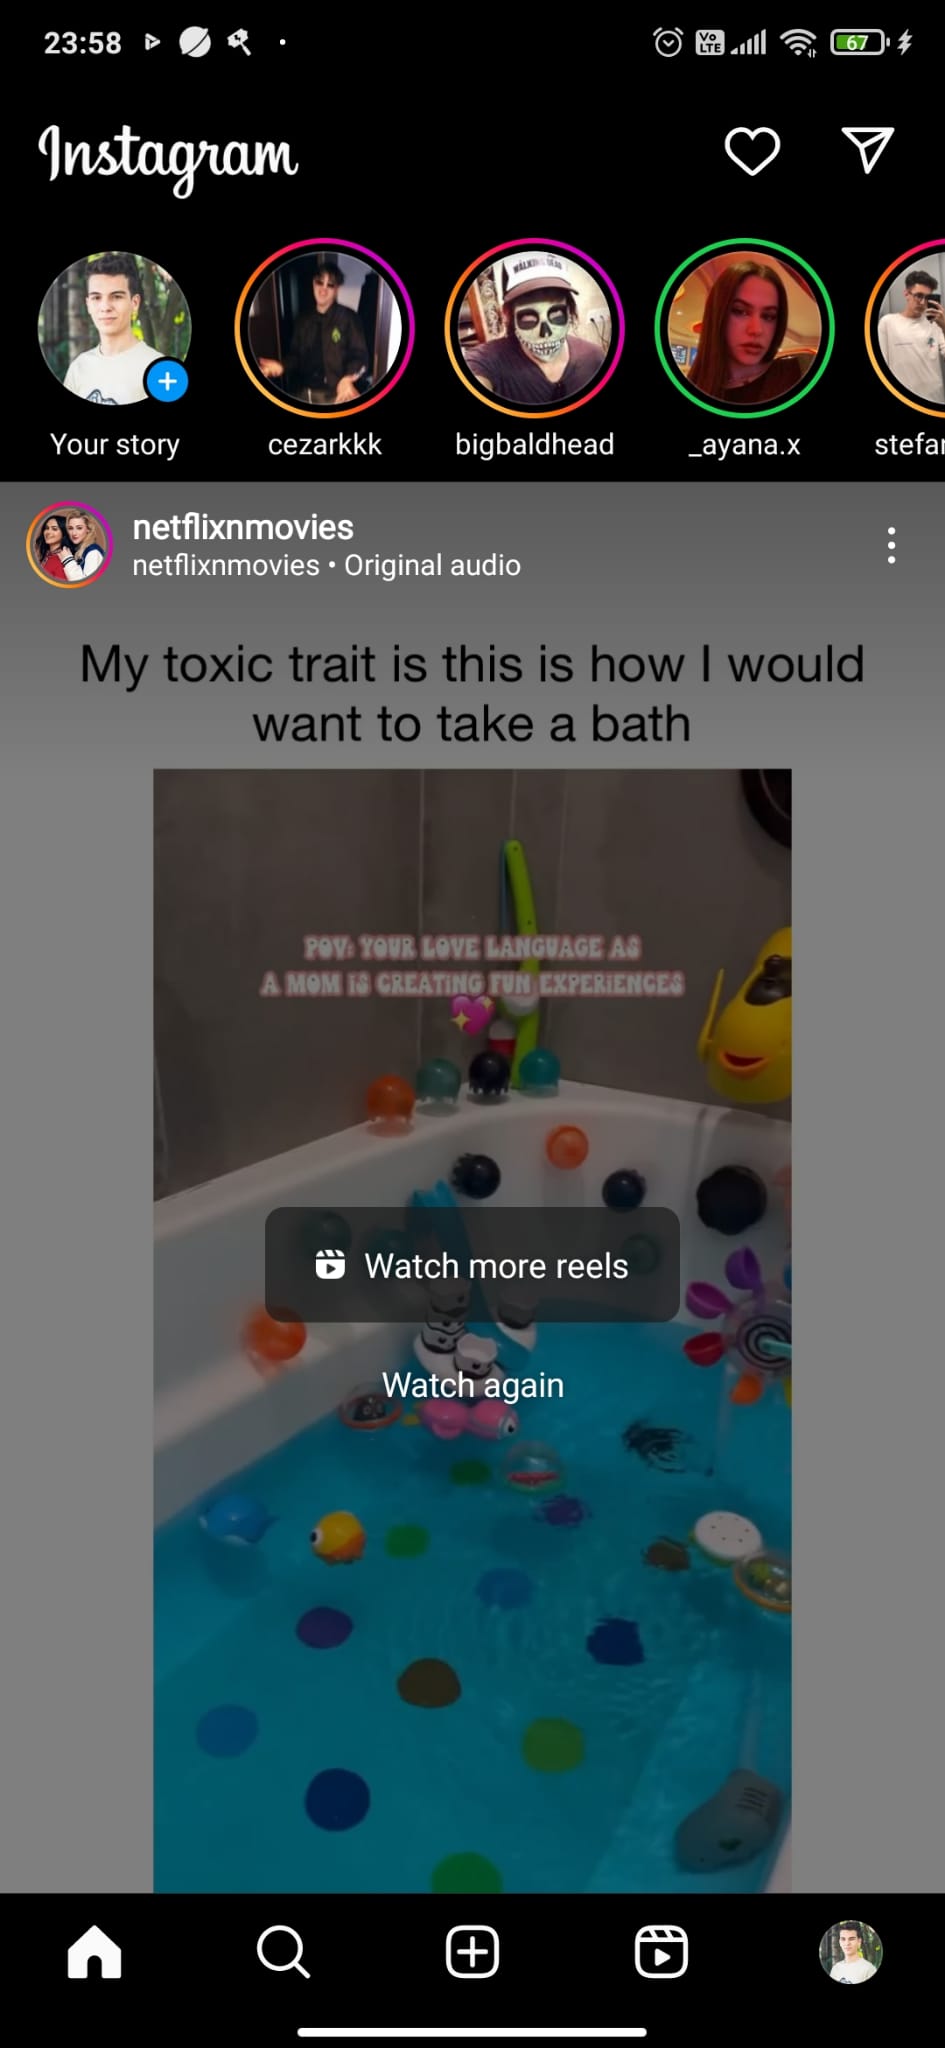 23:58
Vo LTE
67
Instagram
Your story
cezarkkk
bigbaldhead
_ayana.x
stefar
netflixnmovies
netflixnmovies • Original audio
My toxic trait is this is how I would
want to take a bath
POV: YOUR LOVE LANGUAGE AS
A MOM IS CREATING FUN EXPERIENCES
Watch more reels
Watch again